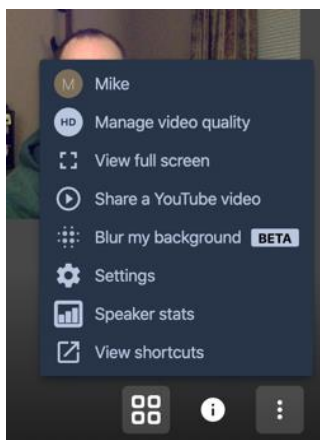 M Mike
HD Manage video quality
View full screen
Share a YouTube video
Blur my background BETA
Settings
Speaker stats
View shortcuts